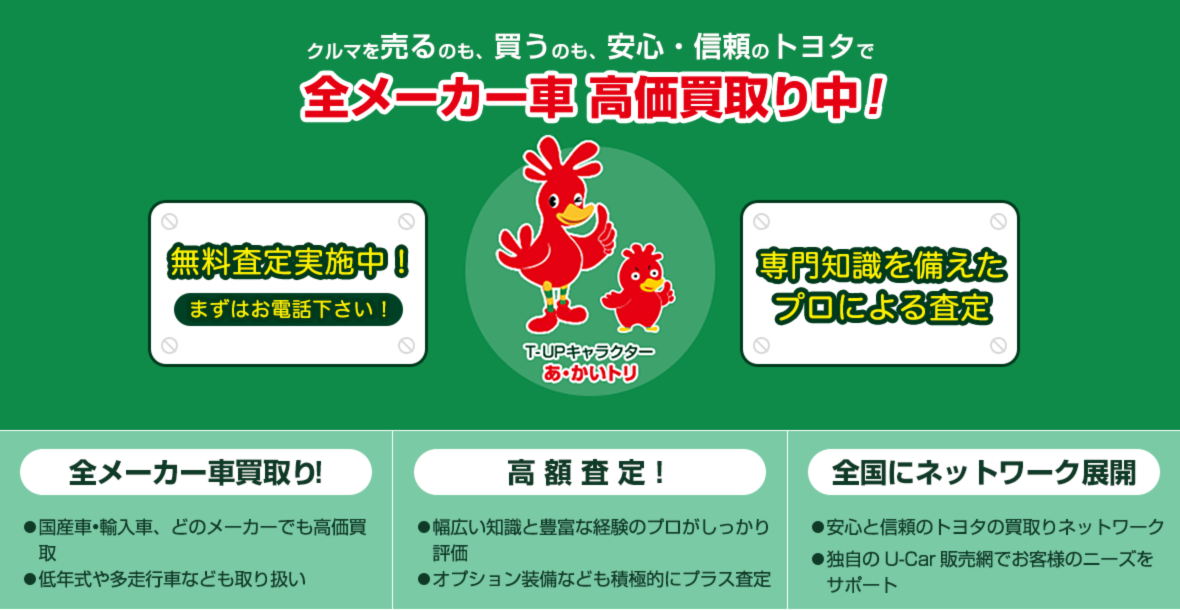 クルマを売るのも、買うのも、安心・信頼のトヨタで
全メーカー車 高価買取り中!
無料査定実施中！
まずはお電話下さい！
T-UPキャラクター
あ・かいトリ
専門知識を備えた
プロによる査定
全メーカー車買取り!
●国産車・輸入車、どのメーカーでも高価買
取
●低年式や多走行車なども取り扱い
高 額 査 定 !
●幅広い知識と豊富な経験のプロがしっかり
評価
●オプション装備なども積極的にプラス査定
全国にネットワーク展開
●安心と信頼のトヨタの買取りネットワーク
●独自の U-Car 販売網でお客様のニーズを
サポート